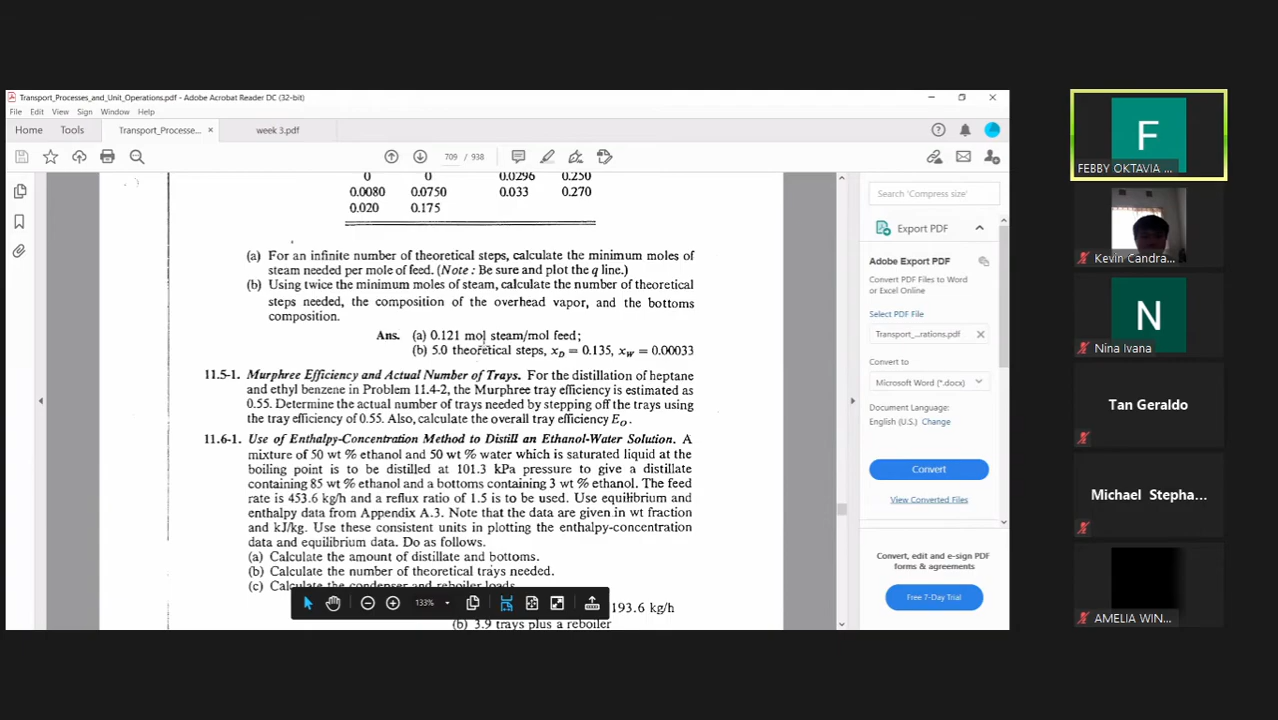 Transport_Processes_and_Unit_Operations.pdf - Adobe Acrobat Reader DC (32-bit)
File Edit View Sign Window Help
Home Tools Transport_Processe... × week 3.pdf
709 / 938
0 0 0.0296 0.250
0.0080 0.0750 0.033 0.270
0.020 0.175
(a) For an infinite number of theoretical steps, calculate the minimum moles of
steam needed per mole of feed. (Note: Be sure and plot the q line.)
(b) Using twice the minimum moles of steam, calculate the number of theoretical
steps needed, the composition of the overhead vapor, and the bottoms
composition.
Ans. (a) 0.121 mol steam/mol feed;
(b) 5.0 theoretical steps, xD = 0.135, xW = 0.00033
11.5-1. Murphree Efficiency and Actual Number of Trays. For the distillation of heptane
and ethyl benzene in Problem 11.4-2, the Murphree tray efficiency is estimated as
0.55. Determine the actual number of trays needed by stepping off the trays using
the tray efficiency of 0.55. Also, calculate the overall tray efficiency EO.
11.6-1. Use of Enthalpy-Concentration Method to Distill an Ethanol-Water Solution. A
mixture of 50 wt % ethanol and 50 wt % water which is saturated liquid at the
boiling point is to be distilled at 101.3 kPa pressure to give a distillate
containing 85 wt % ethanol and a bottoms containing 3 wt % ethanol. The feed
rate is 453.6 kg/h and a reflux ratio of 1.5 is to be used. Use equilibrium and
enthalpy data from Appendix A.3. Note that the data are given in wt fraction
and kJ/kg. Use these consistent units in plotting the enthalpy-concentration
data and equilibrium data. Do as follows.
(a) Calculate the amount of distillate and bottoms.
(b) Calculate the number of theoretical trays needed.
(c) Calculate the condenser and reboiler loads.
133%
193.6 kg/h
(b) 3.9 trays plus a reboiler
Search 'Compress size'
Export PDF
Adobe Export PDF
Convert PDF Files to Word
or Excel Online
Select PDF File
Transport_...rations.pdf
Convert to
Microsoft Word (*.docx)
Document Language:
English (U.S.) Change
Convert
View Converted Files
Convert, edit and e-sign PDF
forms & agreements
Free 7-Day Trial
F
FEBBY OKTAVIA ...
Kevin Candra...
N
Nina Ivana
Tan Geraldo
Michael Stepha...
AMELIA WIN...